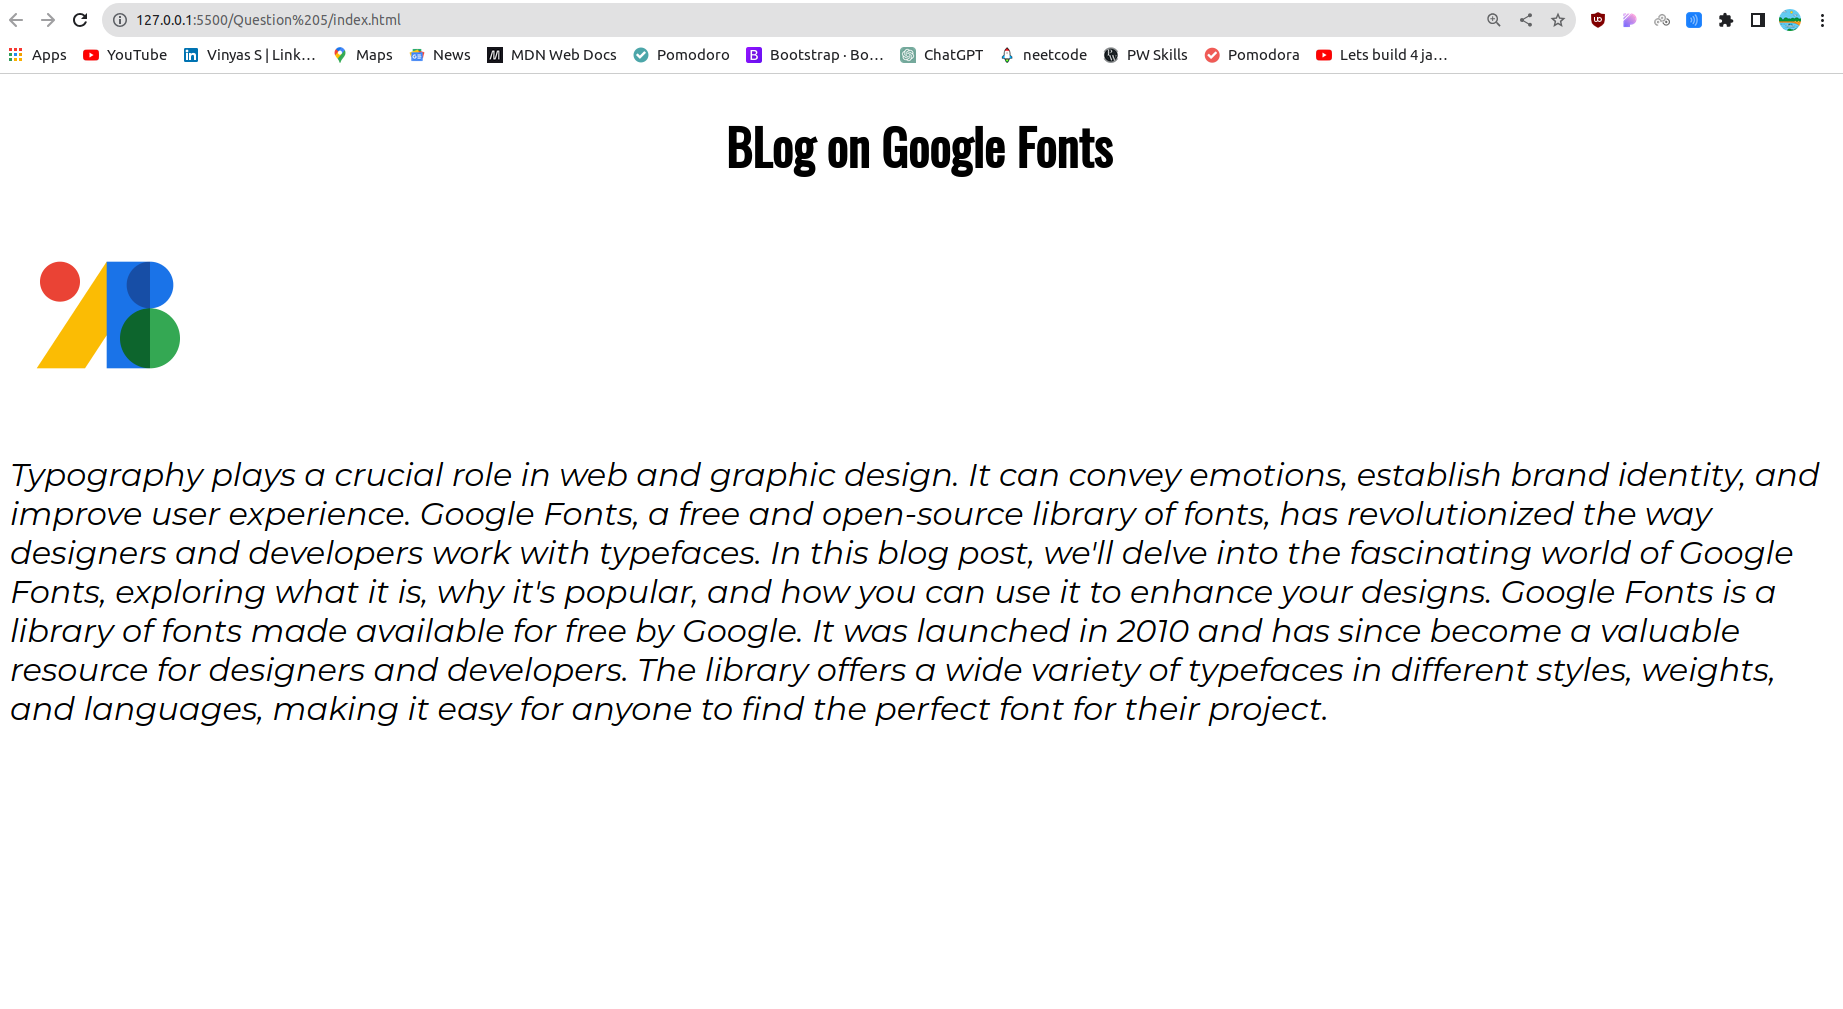 127.0.0.1:5500/Question%205/index.html
Apps YouTube Vinyas S | Link... Maps News MDN Web Docs Pomodoro Bootstrap · Bo... ChatGPT neetcode PW Skills Pomodora Lets build 4 ja...
BLog on Google Fonts
Typography plays a crucial role in web and graphic design. It can convey emotions, establish brand identity, and
improve user experience. Google Fonts, a free and open-source library of fonts, has revolutionized the way
designers and developers work with typefaces. In this blog post, we'll delve into the fascinating world of Google
Fonts, exploring what it is, why it's popular, and how you can use it to enhance your designs. Google Fonts is a
library of fonts made available for free by Google. It was launched in 2010 and has since become a valuable
resource for designers and developers. The library offers a wide variety of typefaces in different styles, weights,
and languages, making it easy for anyone to find the perfect font for their project.